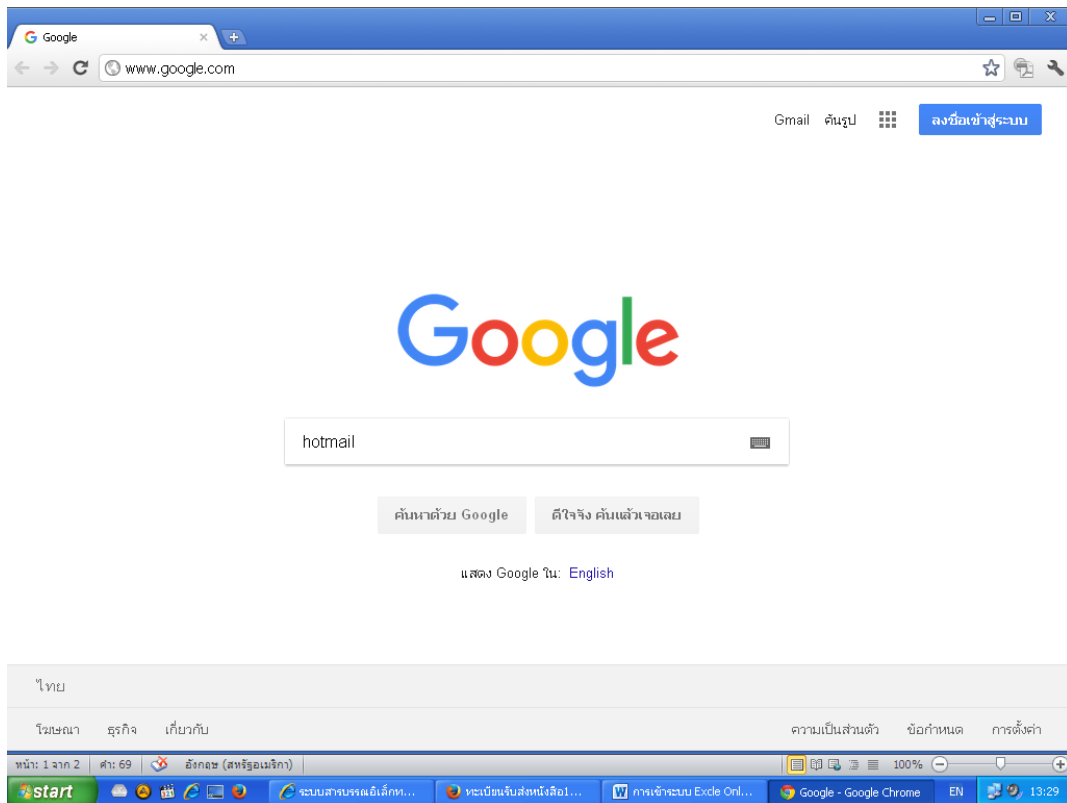 Google
www.google.com
Gmail ค้นรูป ลงชื่อเข้าสู่ระบบ
Google
hotmail
ค้นหาด้วย Google ดีใจจัง ค้นแล้วเจอเลย
แสดง Google ใน: English
ไทย
โฆษณา ธุรกิจ เกี่ยวกับ ความเป็นส่วนตัว ข้อกำหนด การตั้งค่า
หน้า: 1 จาก 2 คำ: 69 อังกฤษ (สหรัฐอเมริกา) 100%
start ระบบสารบรรณอิเล็กท... ทะเบียนรับส่งหนังสือ1... การเข้าระบบ Excle Onl... Google - Google Chrome EN 13:29